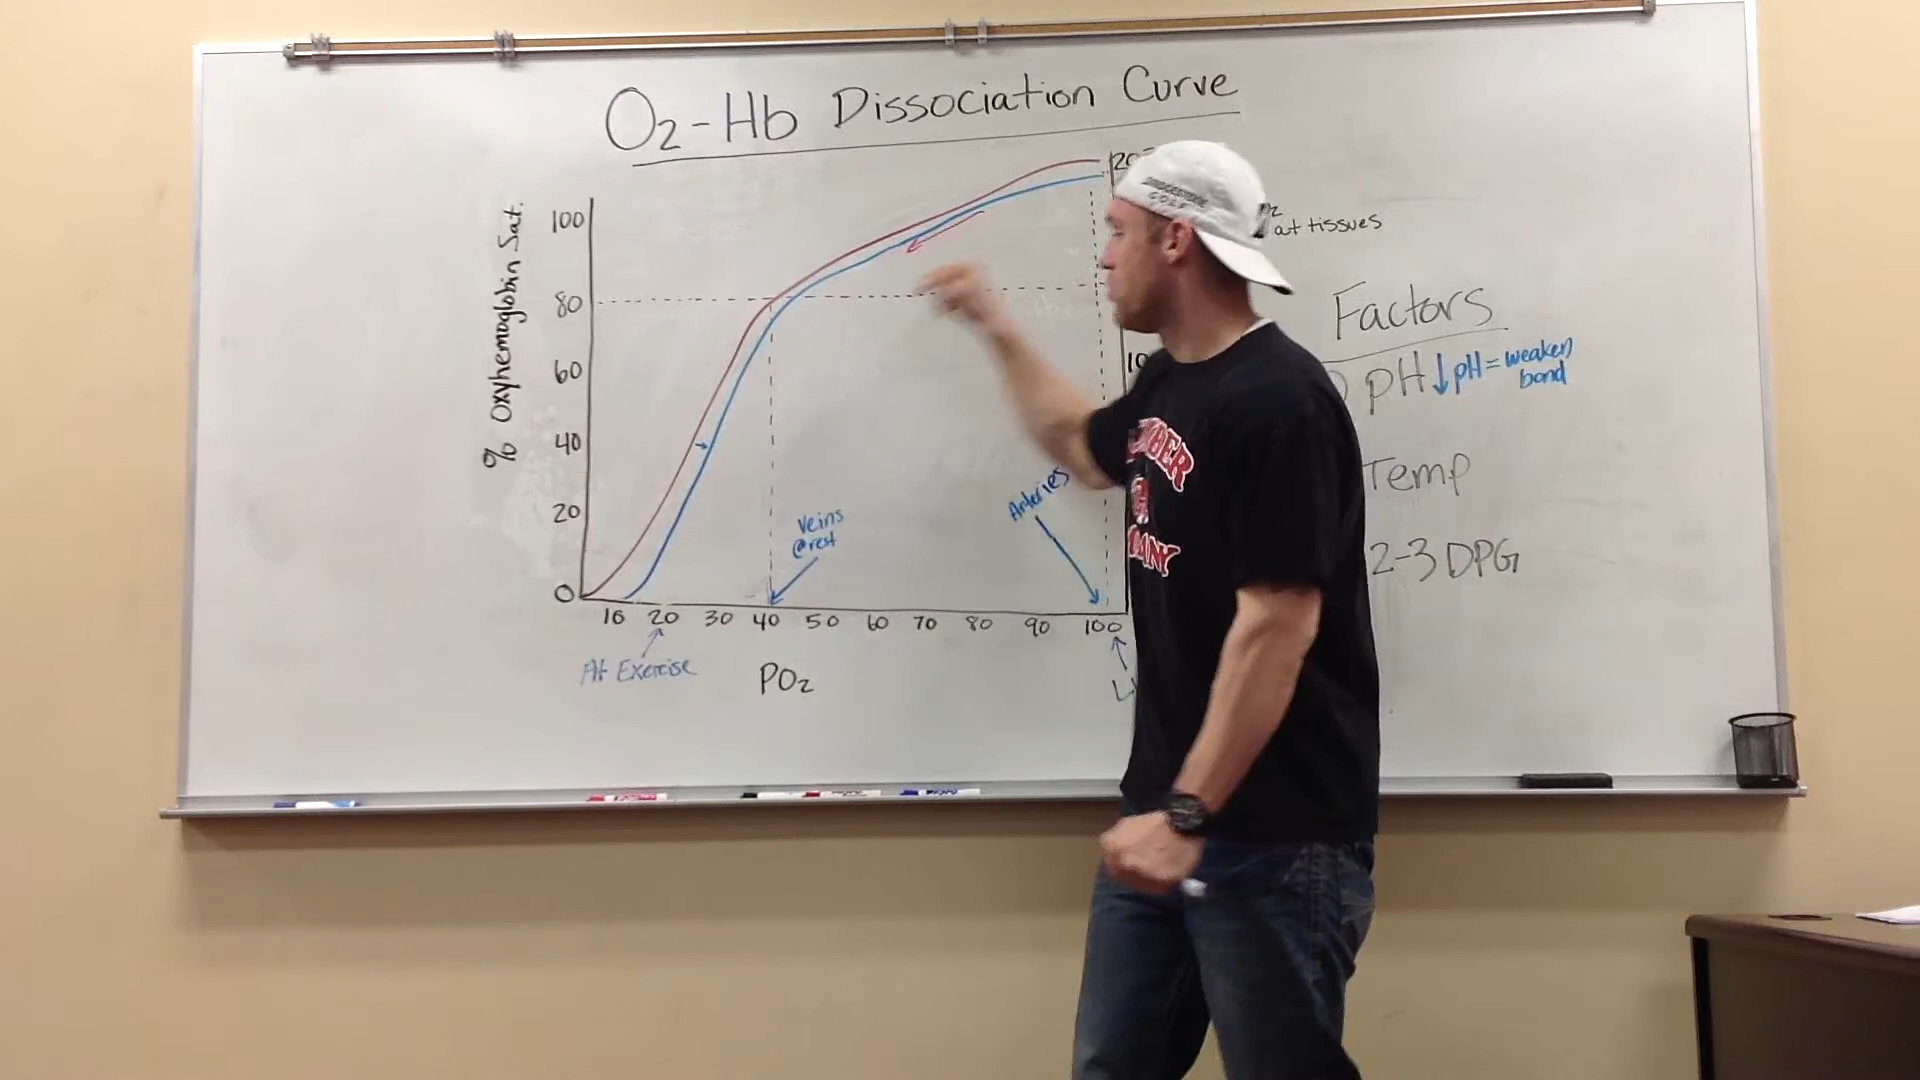 O2-Hb Dissociation Curve
% Oxyhemoglobin Sat.
100
80
60
40
20
0
10 20 30 40 50 60 70 80 90 100
At Exercise
PO2
Veins
@rest
Arteries
20
at tissues
Factors
pH ↓pH = weaken
bond
Temp
2-3 DPG
10